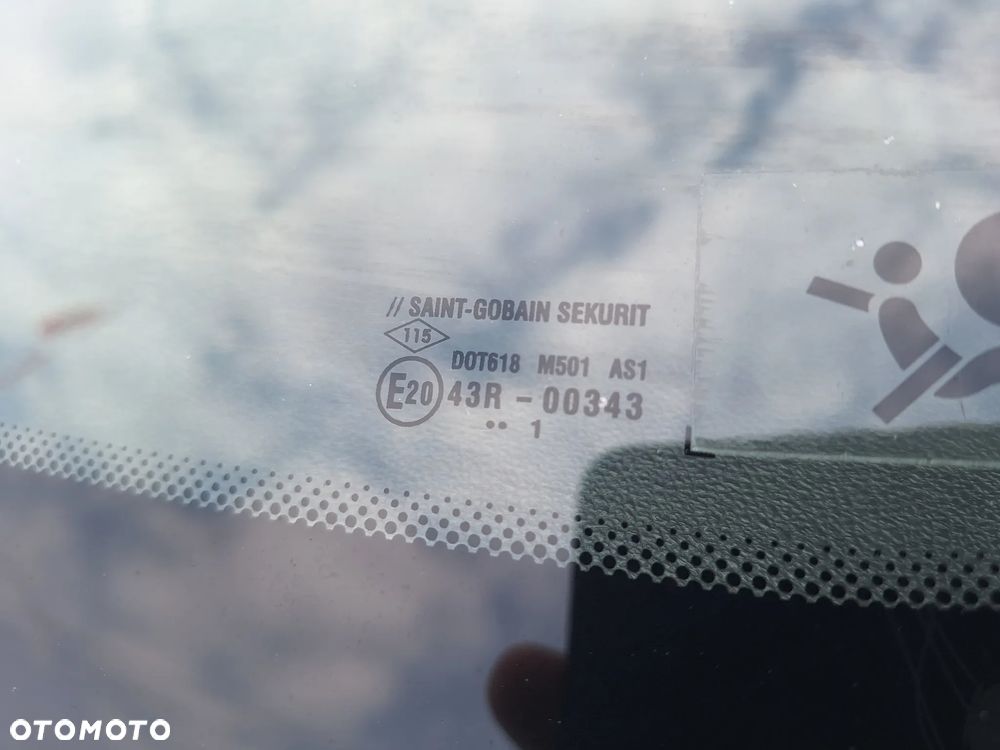 // SAINT-GOBAIN SEKURIT
115
DOT618 M501 AS1
E20 43R - 00343
•• 1
OTOMOTO